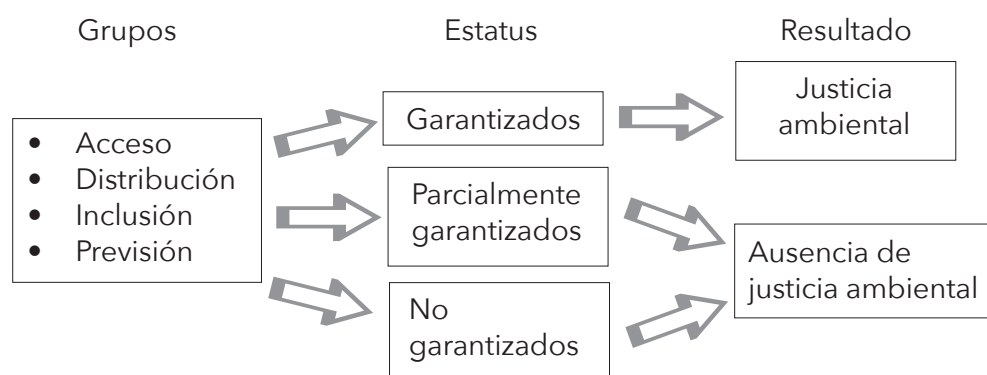 Grupos
Estatus
Resultado
• Acceso
• Distribución
• Inclusión
• Previsión
Garantizados
Parcialmente
garantizados
No
garantizados
Justicia
ambiental
Ausencia de
justicia ambiental